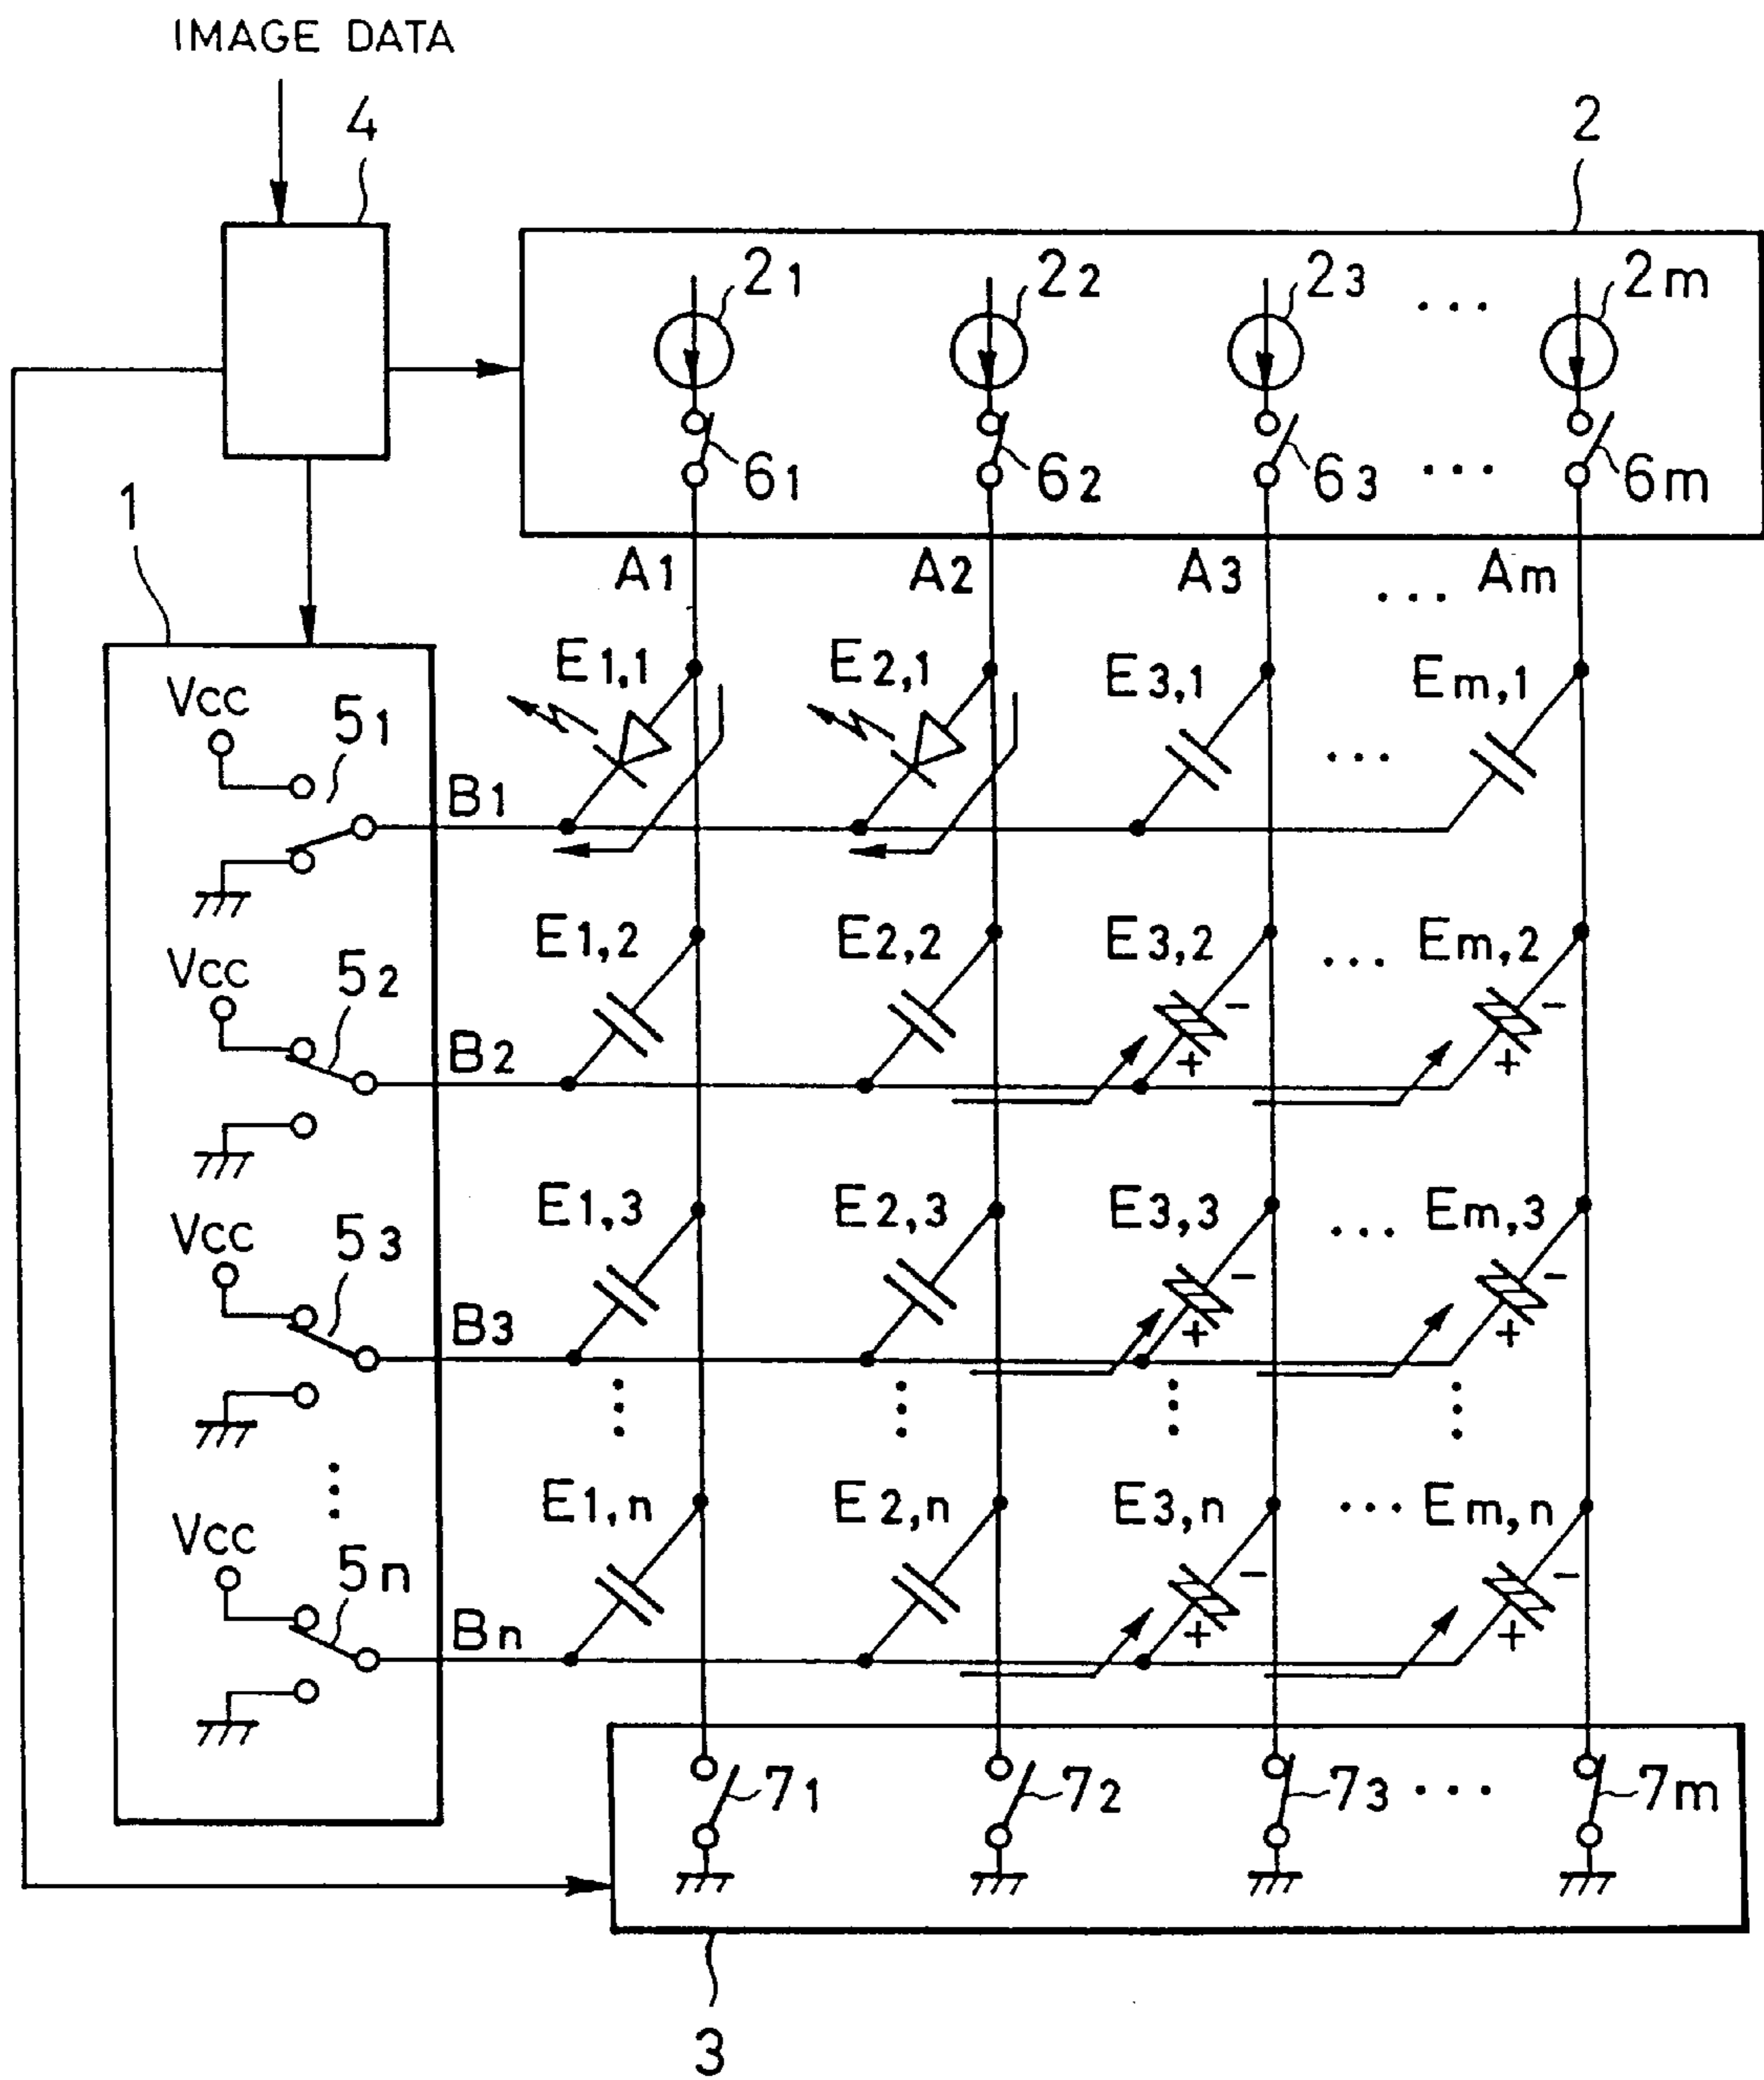 IMAGE DATA
4
2
21 22 23 ... 2m
61 62 63 ... 6m
1
A1 A2 A3 ... Am
E1,1 E2,1 E3,1 ... Em,1
Vcc 51
B1
E1,2 E2,2 E3,2 ... Em,2
Vcc 52
- -
B2 + +
E1,3 E2,3 E3,3 ... Em,3
Vcc 53
- -
B3 + +
E1,n E2,n E3,n ... Em,n
Vcc 5n
- -
Bn + +
71 72 73 ... 7m
3